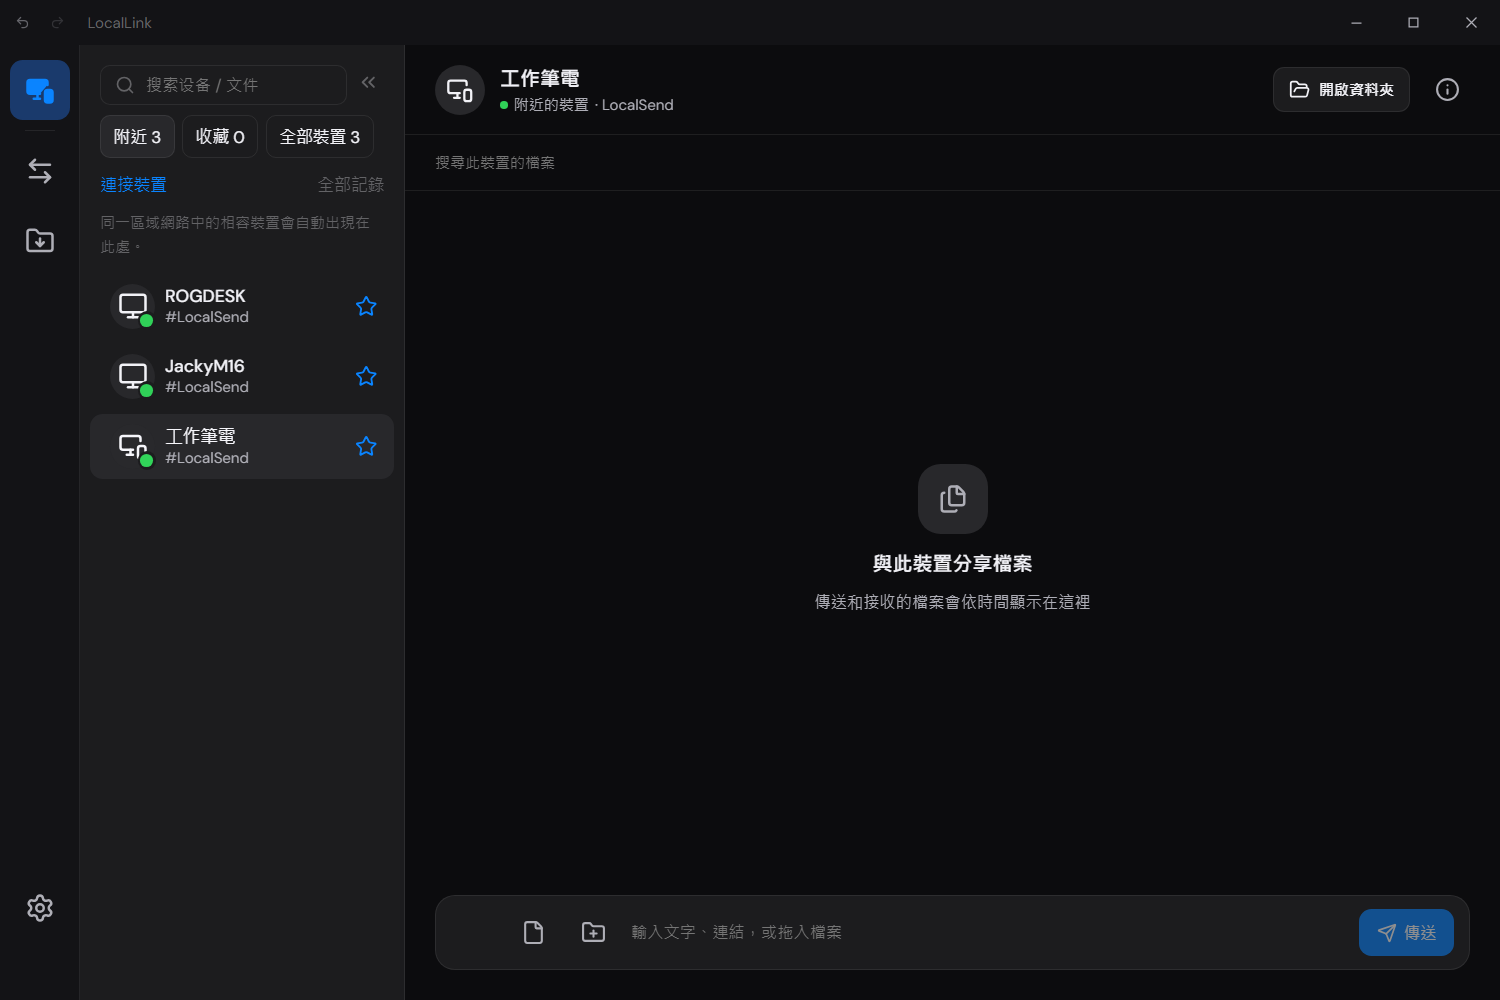 LocalLink
搜索设备 / 文件
附近 3
收藏 0
全部裝置 3
連接裝置
全部記錄
同一區域網路中的相容裝置會自動出現在
此處。
ROGDESK
#LocalSend
JackyM16
#LocalSend
工作筆電
#LocalSend
工作筆電
附近的裝置 · LocalSend
開啟資料夾
搜尋此裝置的檔案
與此裝置分享檔案
傳送和接收的檔案會依時間顯示在這裡
輸入文字、連結，或拖入檔案
傳送